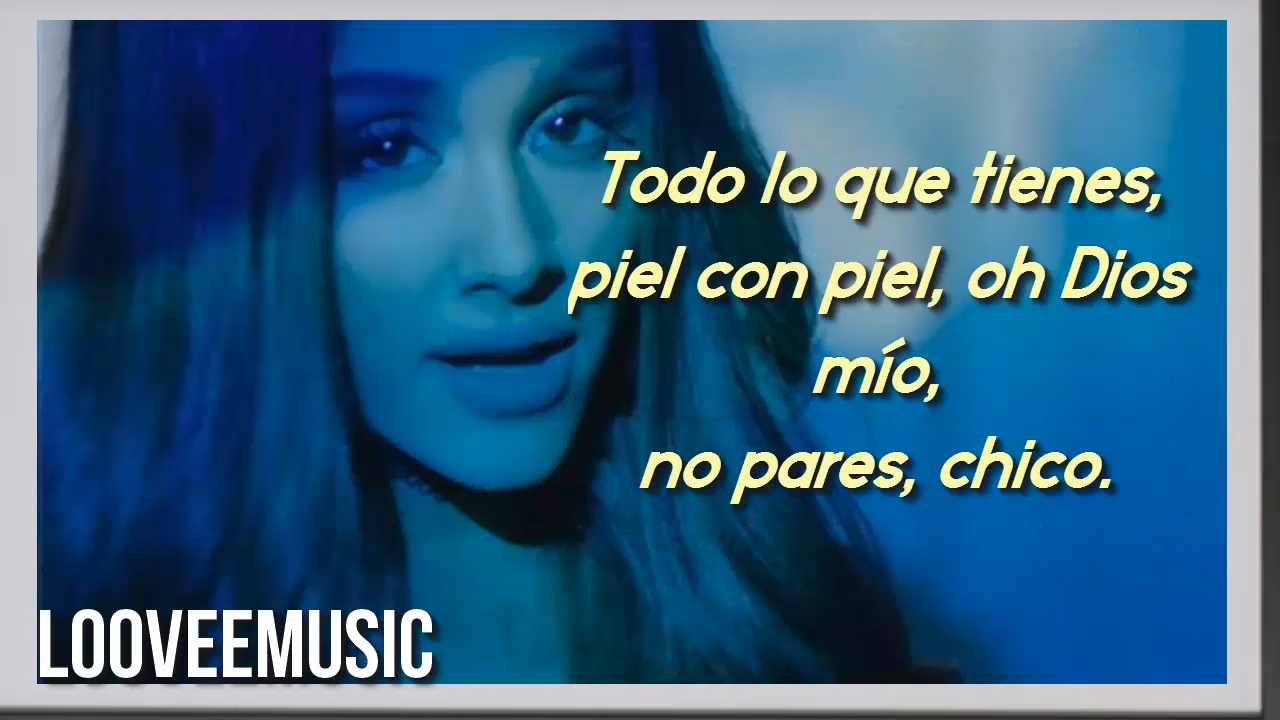 Todo lo que tienes,
piel con piel, oh Dios
mío,
no pares, chico.
LOOVEEMUSIC